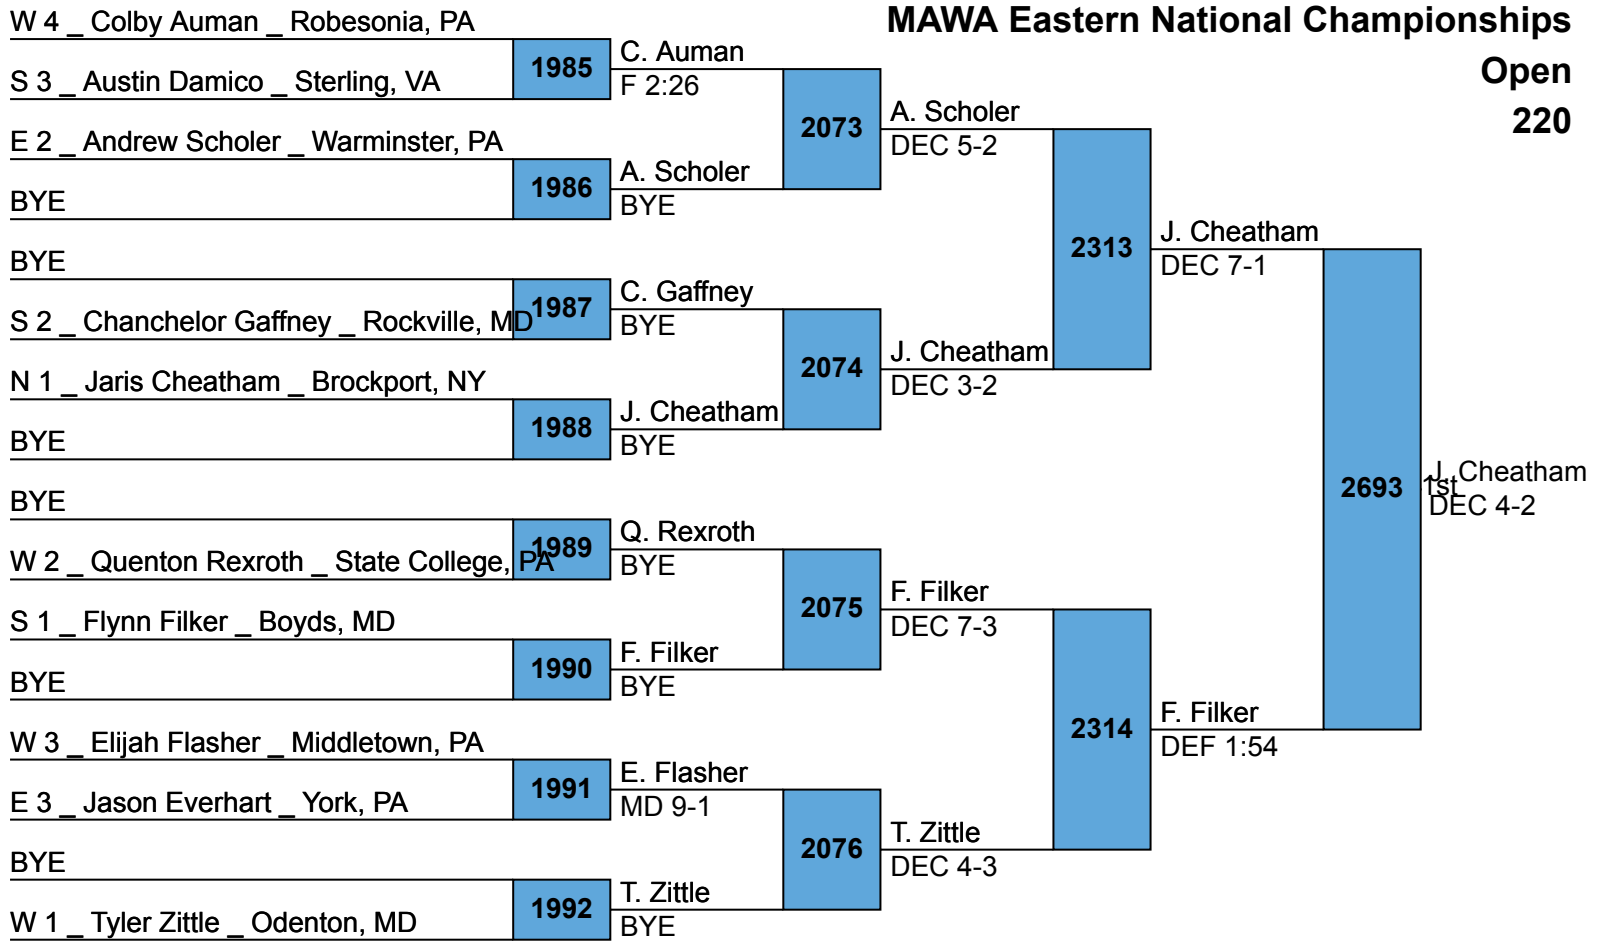 MAWA Eastern National Championships
Open
220
W 4 _ Colby Auman _ Robesonia, PA
S 3 _ Austin Damico _ Sterling, VA
E 2 _ Andrew Scholer _ Warminster, PA
BYE
BYE
S 2 _ Chanchelor Gaffney _ Rockville, MD
N 1 _ Jaris Cheatham _ Brockport, NY
BYE
BYE
W 2 _ Quenton Rexroth _ State College, PA
S 1 _ Flynn Filker _ Boyds, MD
BYE
W 3 _ Elijah Flasher _ Middletown, PA
E 3 _ Jason Everhart _ York, PA
BYE
W 1 _ Tyler Zittle _ Odenton, MD
1985
1986
1987
1988
1989
1990
1991
1992
C. Auman
F 2:26
A. Scholer
BYE
C. Gaffney
BYE
J. Cheatham
BYE
Q. Rexroth
BYE
F. Filker
BYE
E. Flasher
MD 9-1
T. Zittle
BYE
2073
2074
2075
2076
A. Scholer
DEC 5-2
J. Cheatham
DEC 3-2
F. Filker
DEC 7-3
T. Zittle
DEC 4-3
2313
2314
J. Cheatham
DEC 7-1
F. Filker
DEF 1:54
2693
J. Cheatham
1st
DEC 4-2